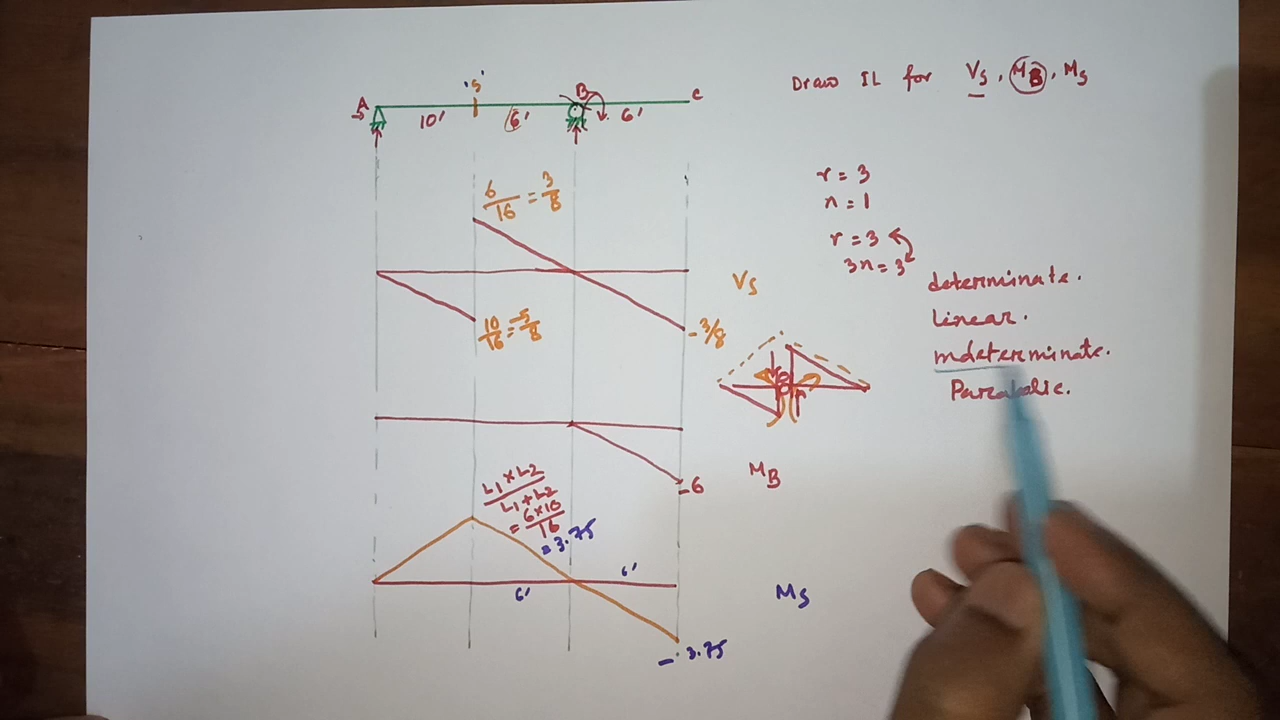 Draw IL for Vs, MB, Ms
's'
A
B
C
10'
6'
6'
r = 3
n = 1
r = 3
3n = 3
6/16 = 3/8
Vs
10/16 = -5/8
-3/8
determinate.
Linear.
Indeterminate.
Parabolic.
MB
-6
L1 × L2 / L1 + L2
= 6×10/16
= 3.75
6'
6'
Ms
- 3.75